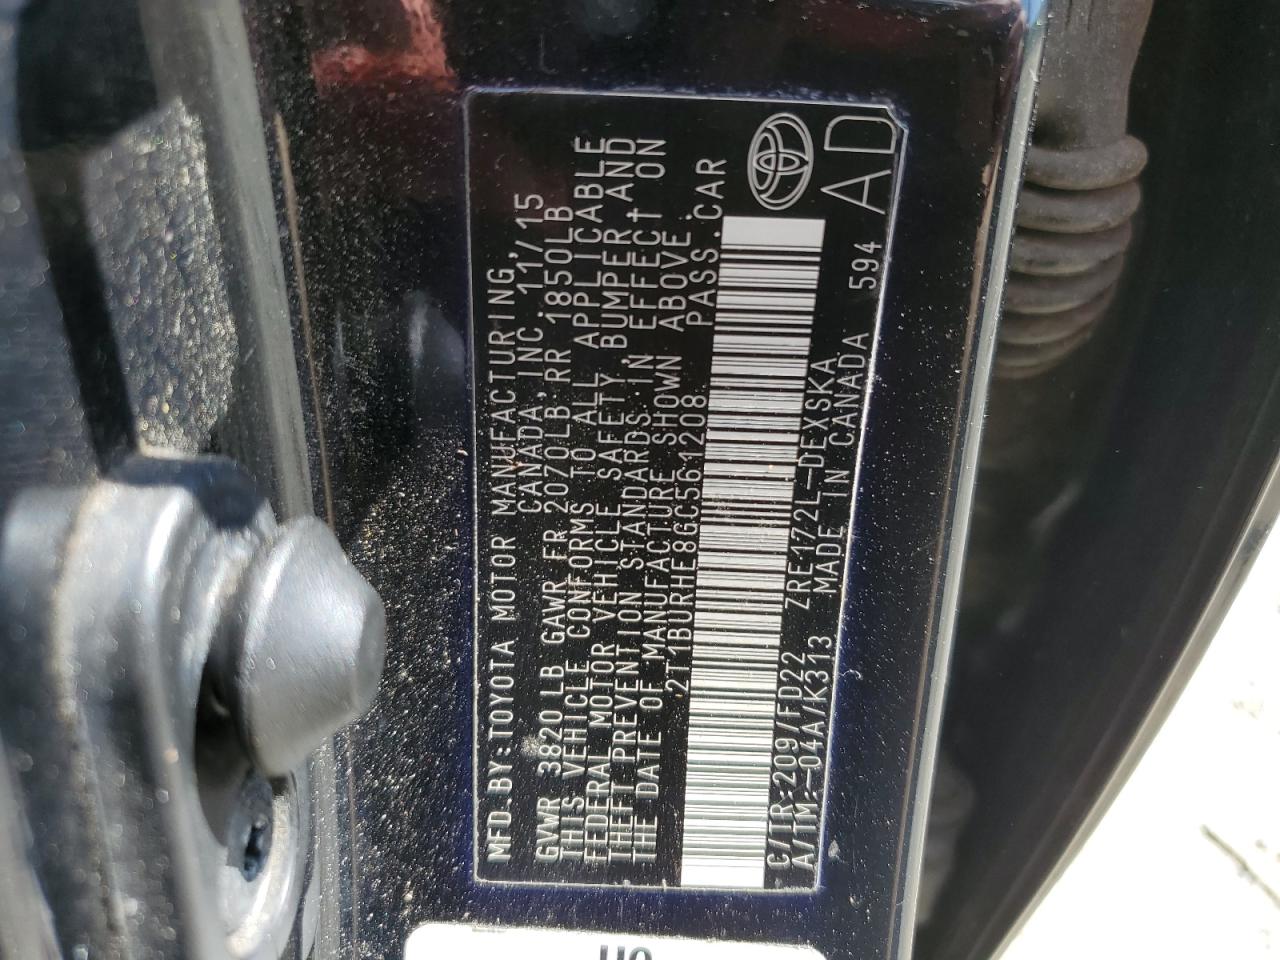 MFD.BY:TOYOTA MOTOR MANUFACTURING,
CANADA,INC. 11/15
GVWR 3820LB GAWR FR 2070LB RR 1850LB
THIS VEHICLE CONFORMS TO ALL APPLICABLE
FEDERAL MOTOR VEHICLE SAFETY, BUMPER, AND
THEFT PREVENTION STANDARDS IN EFFECT ON
THE DATE OF MANUFACTURE SHOWN ABOVE.
2T1BURHE8GC561208 PASS.CAR
C/TR:209/FD22 ZRE172L-DEXSKA 594
A/TM:-04A/K313 MADE IN CANADA
AD